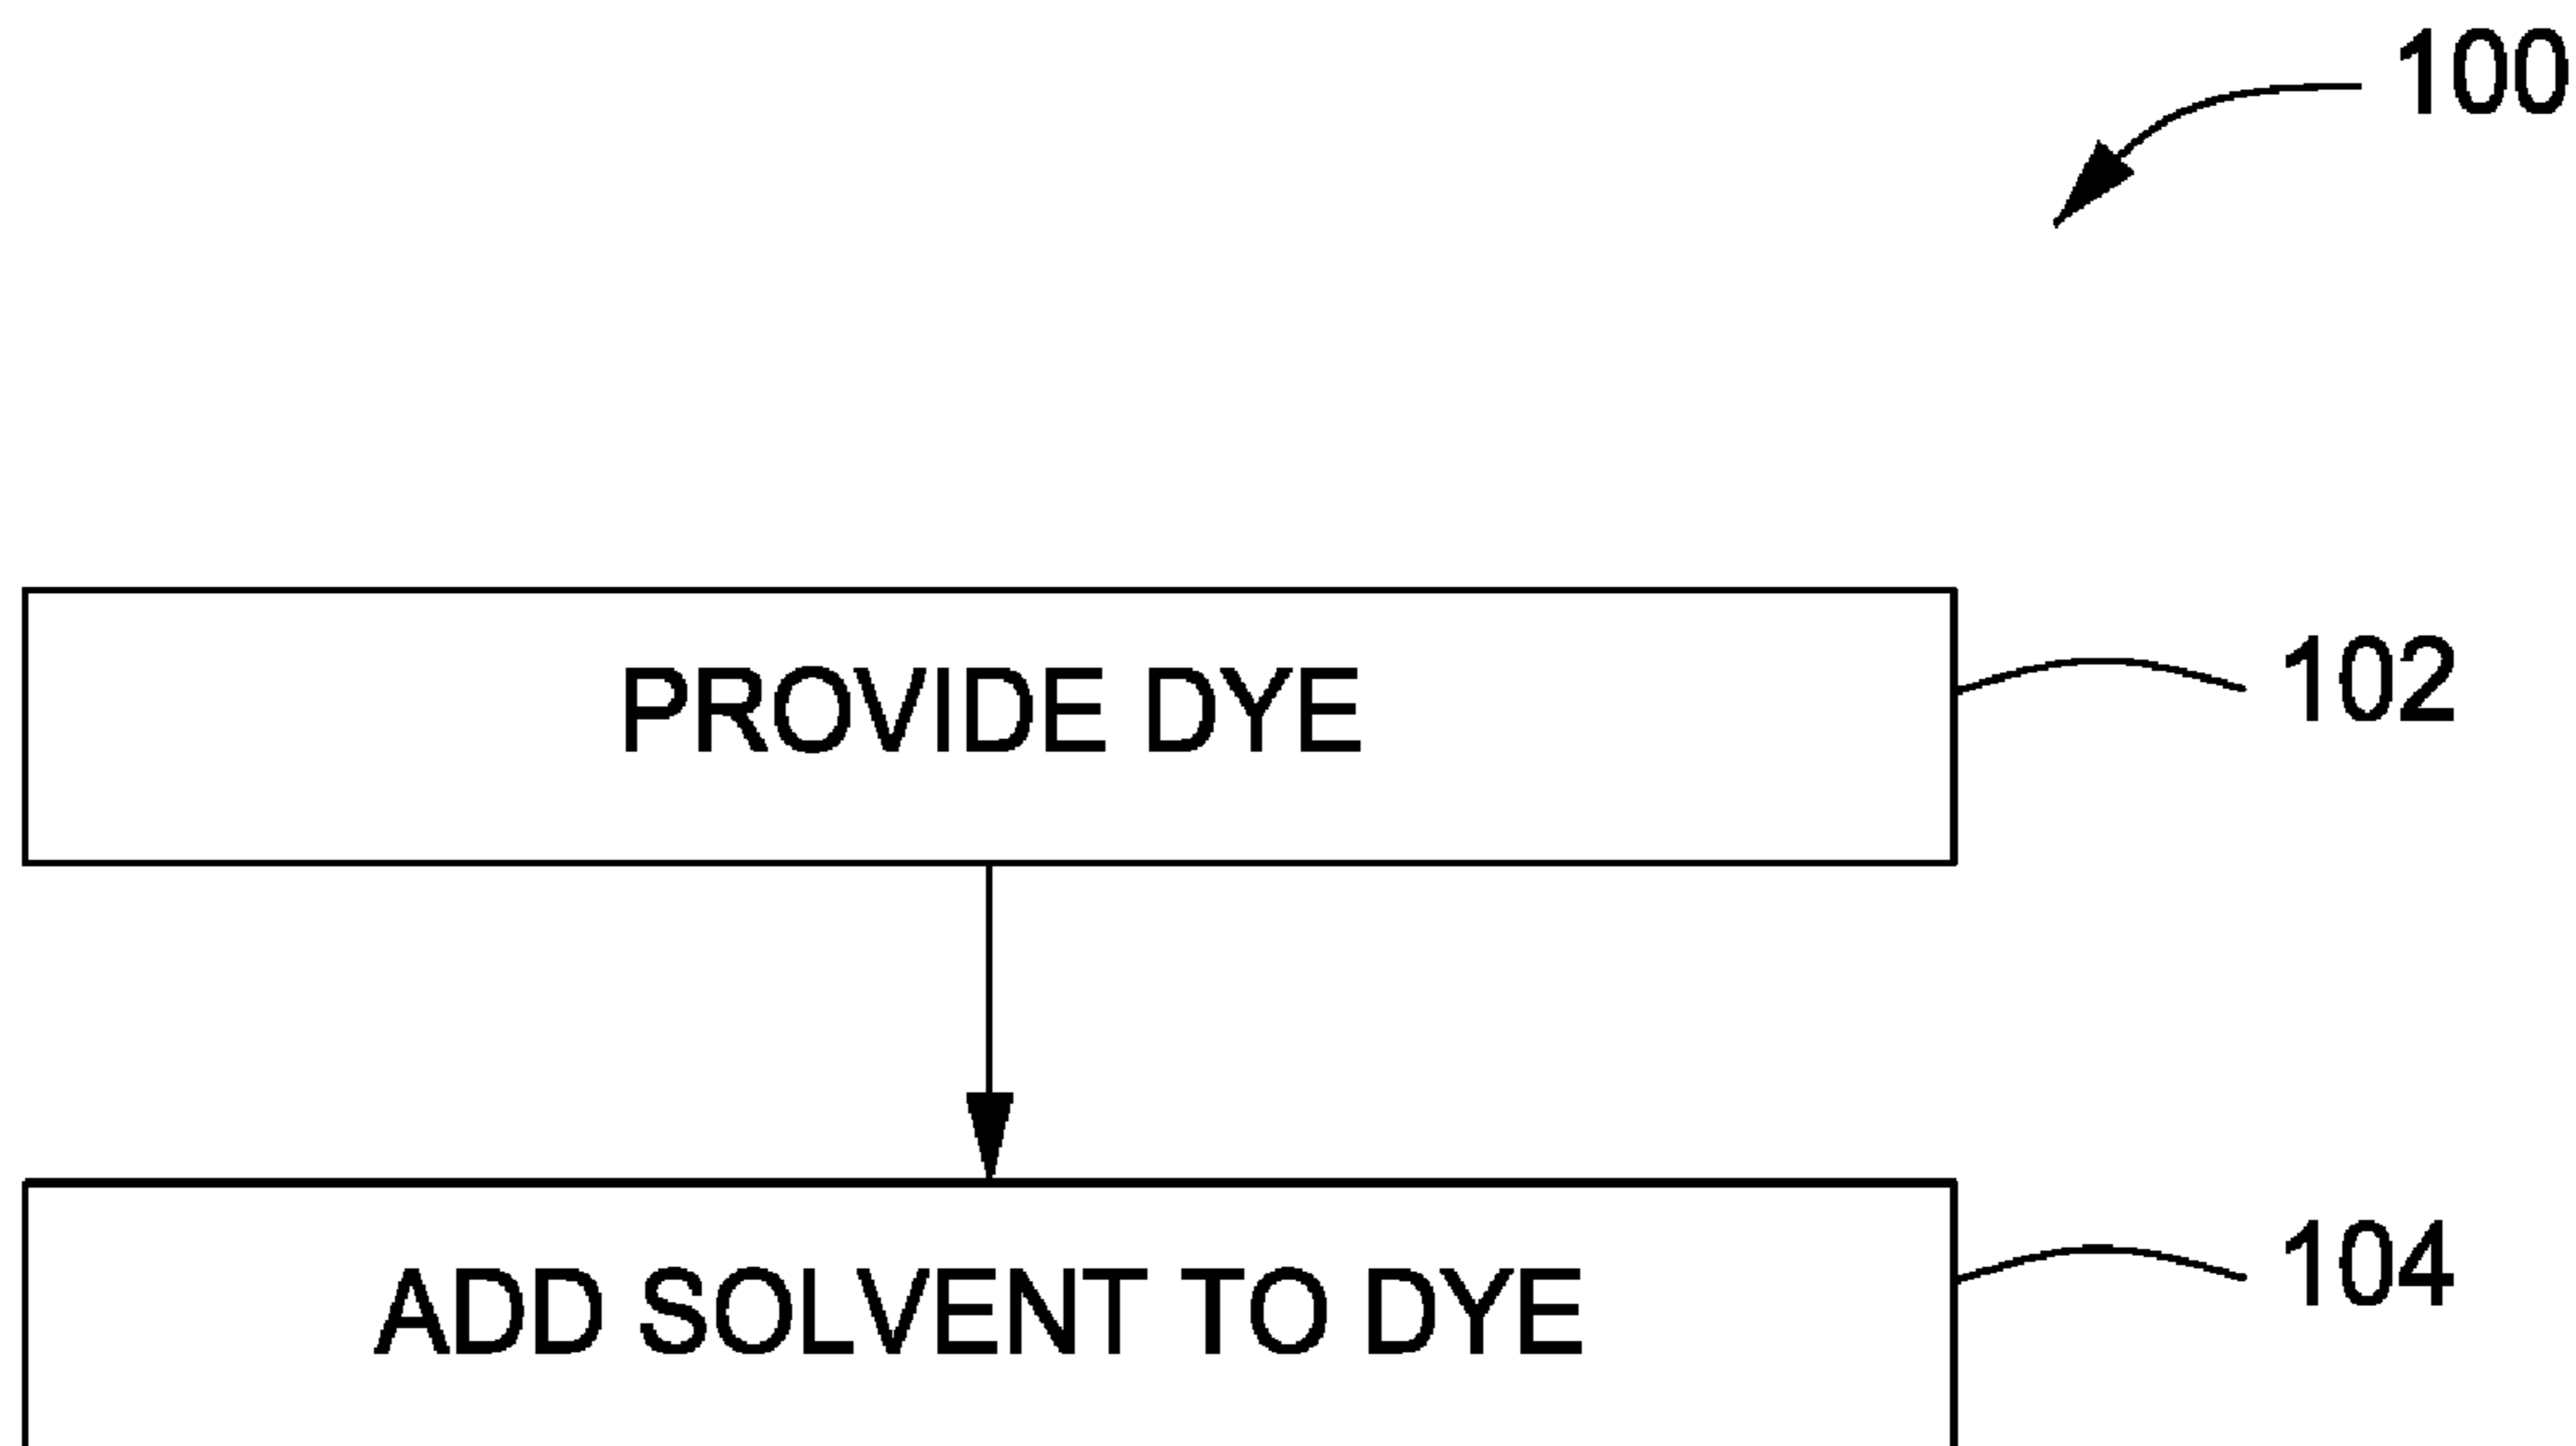 100
PROVIDE DYE
102
ADD SOLVENT TO DYE
104